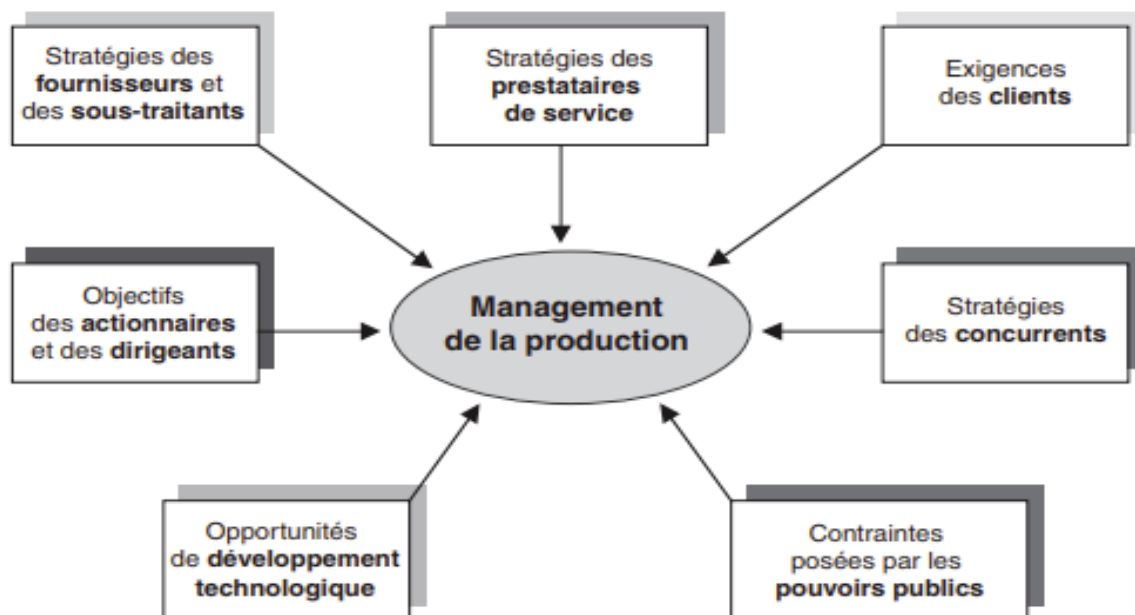 Stratégies des
fournisseurs et
des sous-traitants
Stratégies des
prestataires
de service
Exigences
des clients
Objectifs
des actionnaires
et des dirigeants
Management
de la production
Stratégies
des concurrents
Opportunités
de développement
technologique
Contraintes
posées par les
pouvoirs publics